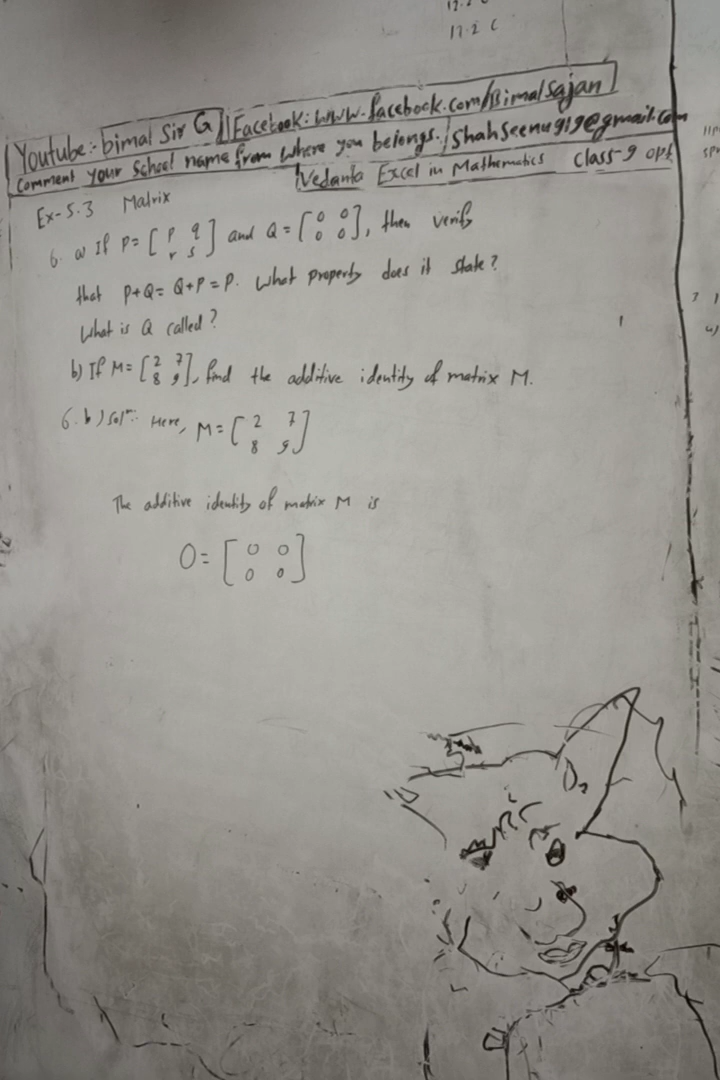 17.2 C
Youtube:- bimal Sir G Facebook: www.facebook.com/BimalSajan
Comment your School name from where you belongs. Shahseenu919@gmail.com
Vedanta Excel in Mathematics Class-9 opt
Ex-5.3 Matrix
6. a) If P= [ p q r s ] and Q = [ 0 0 0 0 ], then verify
that P+Q= Q+P = P. What property does it state?
What is Q called?
b) If M= [ 2 7 8 9 ], find the additive identity of matrix M.
6. b) Solⁿ:- Here, M= [ 2 7 8 9 ]
The additive identity of matrix M is
O= [ 0 0 0 0 ]